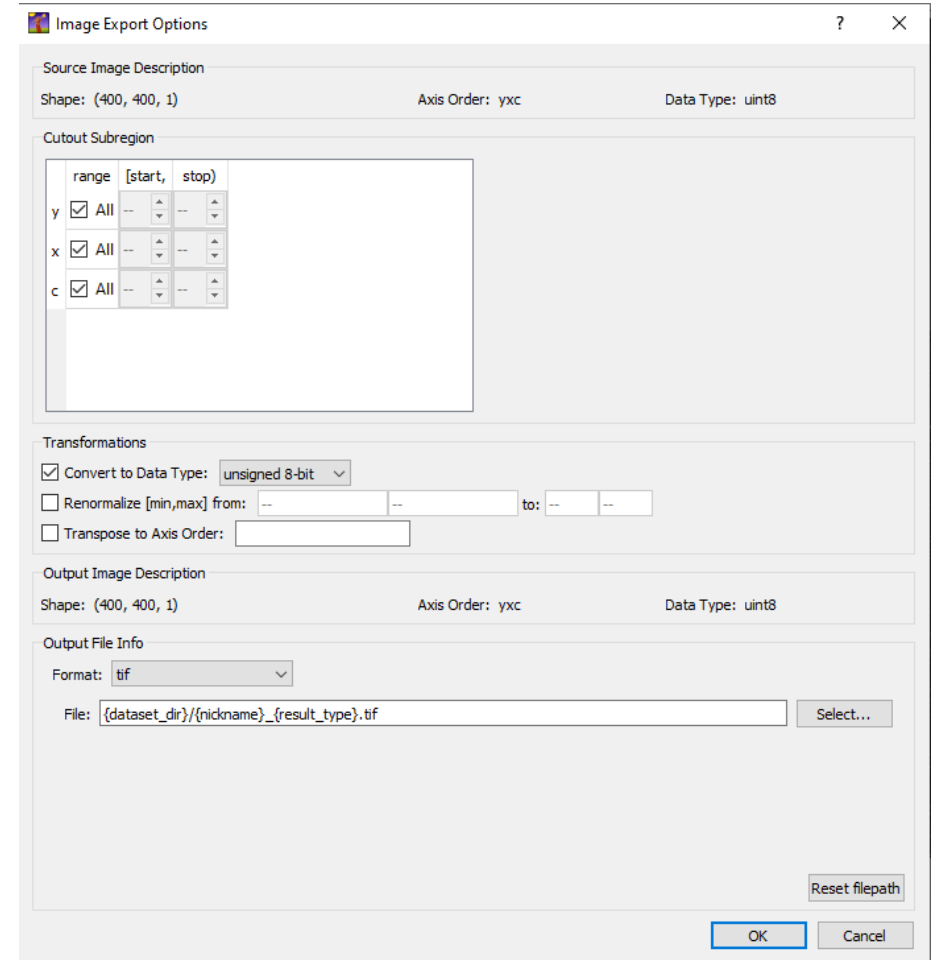 Image Export Options ? ×
Source Image Description
Shape: (400, 400, 1) Axis Order: yxc Data Type: uint8
Cutout Subregion
range [start, stop)
y All -- --
x All -- --
c All -- --
Transformations
Convert to Data Type: unsigned 8-bit
Renormalize [min,max] from: -- -- to: -- --
Transpose to Axis Order:
Output Image Description
Shape: (400, 400, 1) Axis Order: yxc Data Type: uint8
Output File Info
Format: tif
File: {dataset_dir}/{nickname}_{result_type}.tif Select...
Reset filepath
OK Cancel